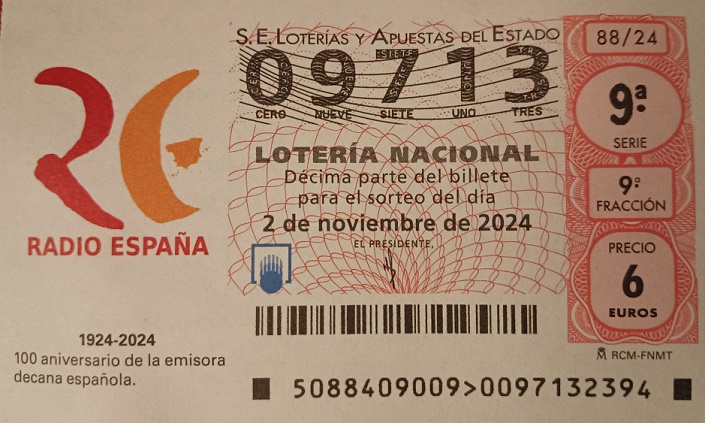 S.E. LOTERÍAS Y APUESTAS DEL ESTADO
09713
CERO NUEVE SIETE UNO TRES
LOTERÍA NACIONAL
Décima parte del billete
para el sorteo del día
2 de noviembre de 2024
EL PRESIDENTE,
88/24
9ª
SERIE
9ª
FRACCIÓN
PRECIO
6
EUROS
RCM-FNMT
RE
RADIO ESPAÑA
1924-2024
100 aniversario de la emisora
decana española.
5088409009>0097132394